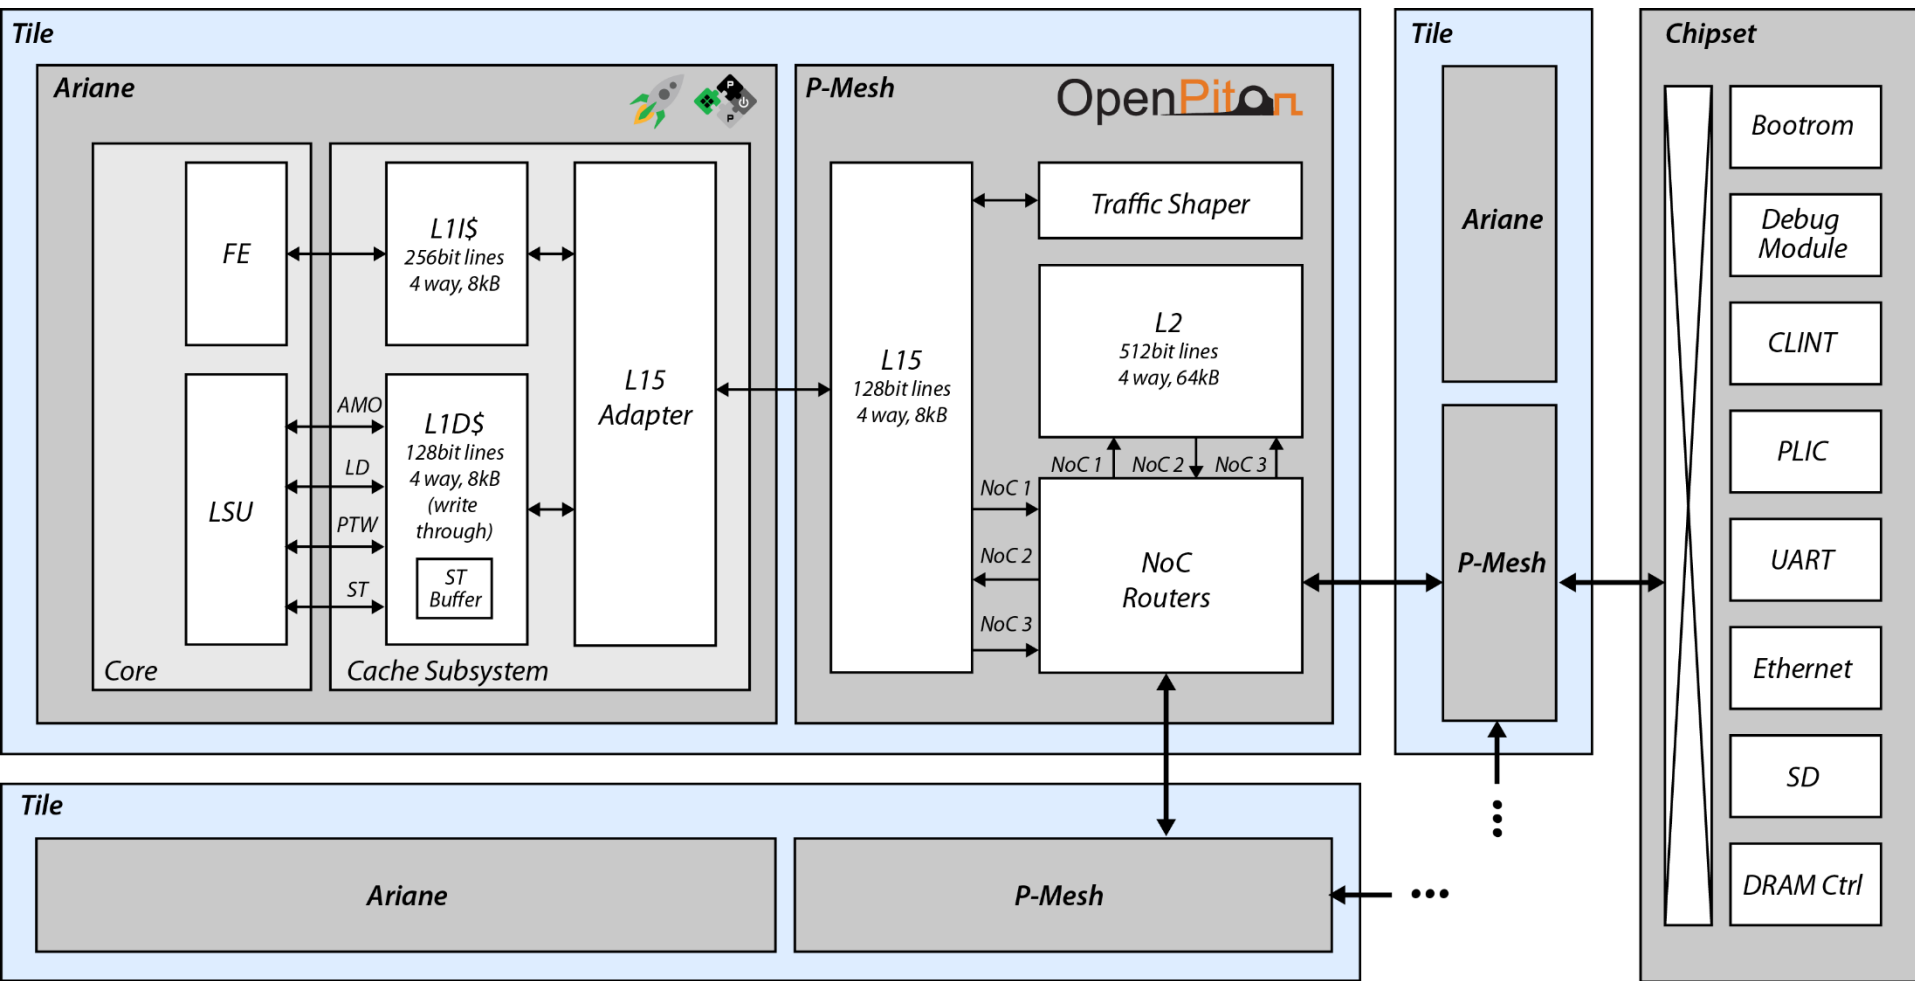 Tile
Ariane
P
P
Core
FE
LSU
AMO
LD
PTW
ST
Cache Subsystem
L1I$
256bit lines
4 way, 8kB
L1D$
128bit lines
4 way, 8kB
(write
through)
ST
Buffer
L15
Adapter
P-Mesh
OpenPiton
L15
128bit lines
4 way, 8kB
Traffic Shaper
L2
512bit lines
4 way, 64kB
NoC 1
NoC 2
NoC 3
NoC 1
NoC 2
NoC 3
NoC
Routers
Tile
Ariane
P-Mesh
Chipset
Bootrom
Debug
Module
CLINT
PLIC
UART
Ethernet
SD
DRAM Ctrl
Tile
Ariane
P-Mesh